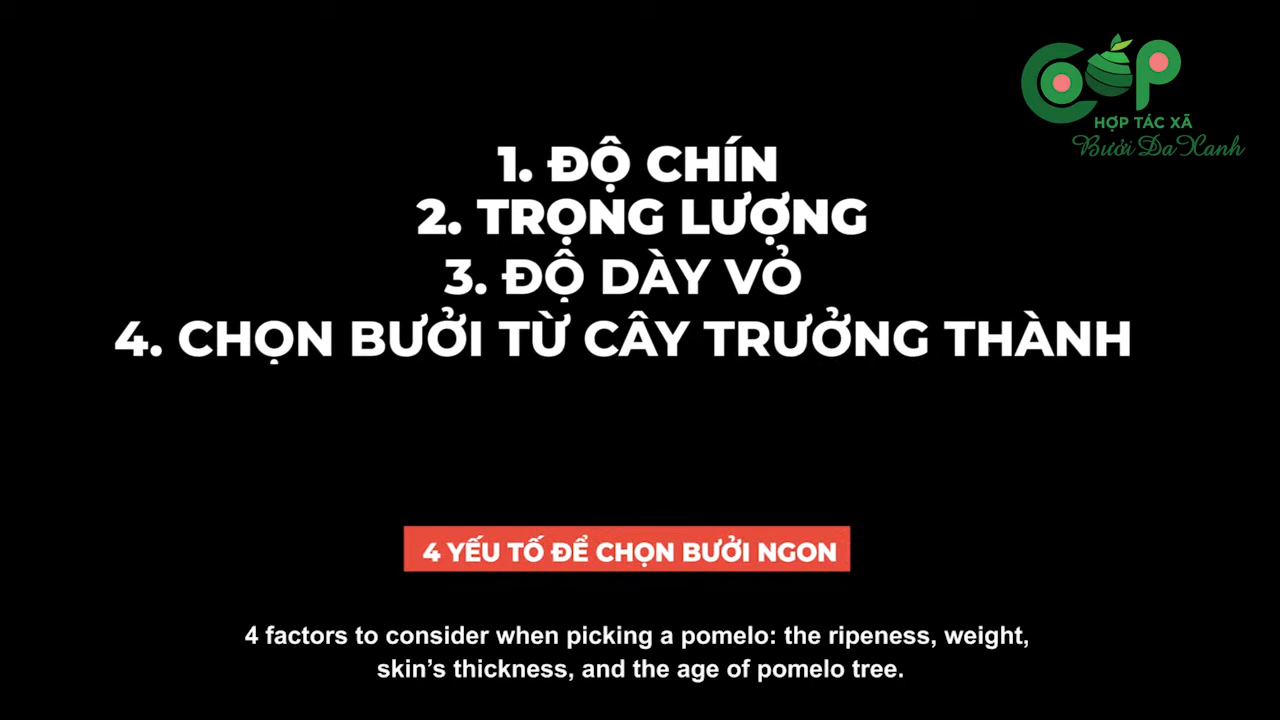 COOP
HỢP TÁC XÃ
Bưởi Da Xanh
1. ĐỘ CHÍN
2. TRỌNG LƯỢNG
3. ĐỘ DÀY VỎ
4. CHỌN BƯỞI TỪ CÂY TRƯỞNG THÀNH
4 YẾU TỐ ĐỂ CHỌN BƯỞI NGON
4 factors to consider when picking a pomelo: the ripeness, weight,
skin’s thickness, and the age of pomelo tree.